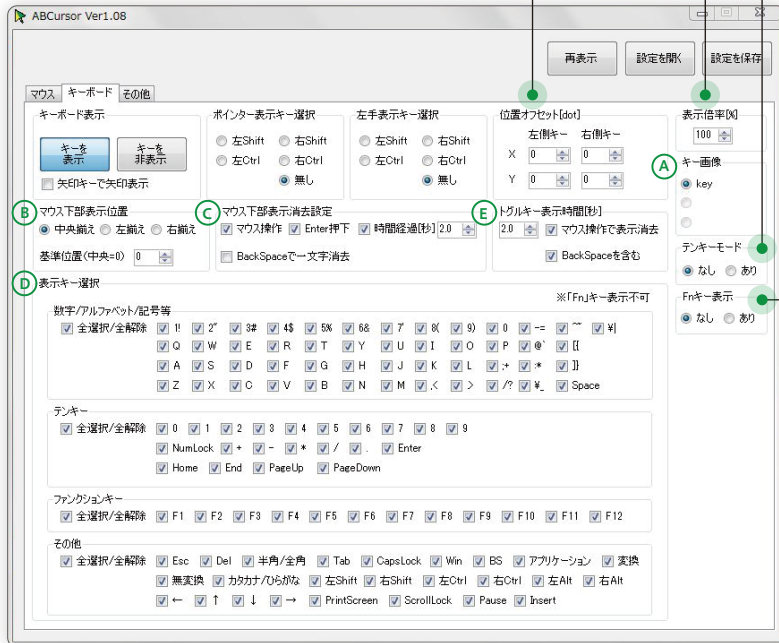 ABCursor Ver1.08
再表示 設定を開く 設定を保存
マウス キーボード その他
キーボード表示
キーを
表示
キーを
非表示
矢印キーで矢印表示
ポインター表示キー選択
左Shift 右Shift
左Ctrl 右Ctrl
無し
左手表示キー選択
左Shift 右Shift
左Ctrl 右Ctrl
無し
位置オフセット[dot]
左側キー 右側キー
X 0 0
Y 0 0
表示倍率[%]
100
A
キー画像
key
B
マウス下部表示位置
中央揃え 左揃え 右揃え
基準位置(中央=0) 0
C
マウス下部表示消去設定
マウス操作 Enter押下 時間経過[秒] 2.0
BackSpaceで一文字消去
E
トグルキー表示時間[秒]
2.0 マウス操作で表示消去
BackSpaceを含む
テンキーモード
なし あり
Fnキー表示
なし あり
D
表示キー選択
※「Fn」キー表示不可
数字/アルファベット/記号等
全選択/全解除 1! 2" 3# 4$ 5% 6& 7' 8( 9) 0 -= ^~ ¥|
Q W E R T Y U I O P @` [{
A S D F G H J K L ;+ :* ]}
Z X C V B N M ,< .> /? ¥_ Space
テンキー
全選択/全解除 0 1 2 3 4 5 6 7 8 9
NumLock + - * / . Enter
Home End PageUp PageDown
ファンクションキー
全選択/全解除 F1 F2 F3 F4 F5 F6 F7 F8 F9 F10 F11 F12
その他
全選択/全解除 Esc Del 半角/全角 Tab CapsLock Win BS アプリケーション 変換
無変換 カタカナ/ひらがな 左Shift 右Shift 左Ctrl 右Ctrl 左Alt 右Alt
← ↑ ↓ → PrintScreen ScrollLock Pause Insert